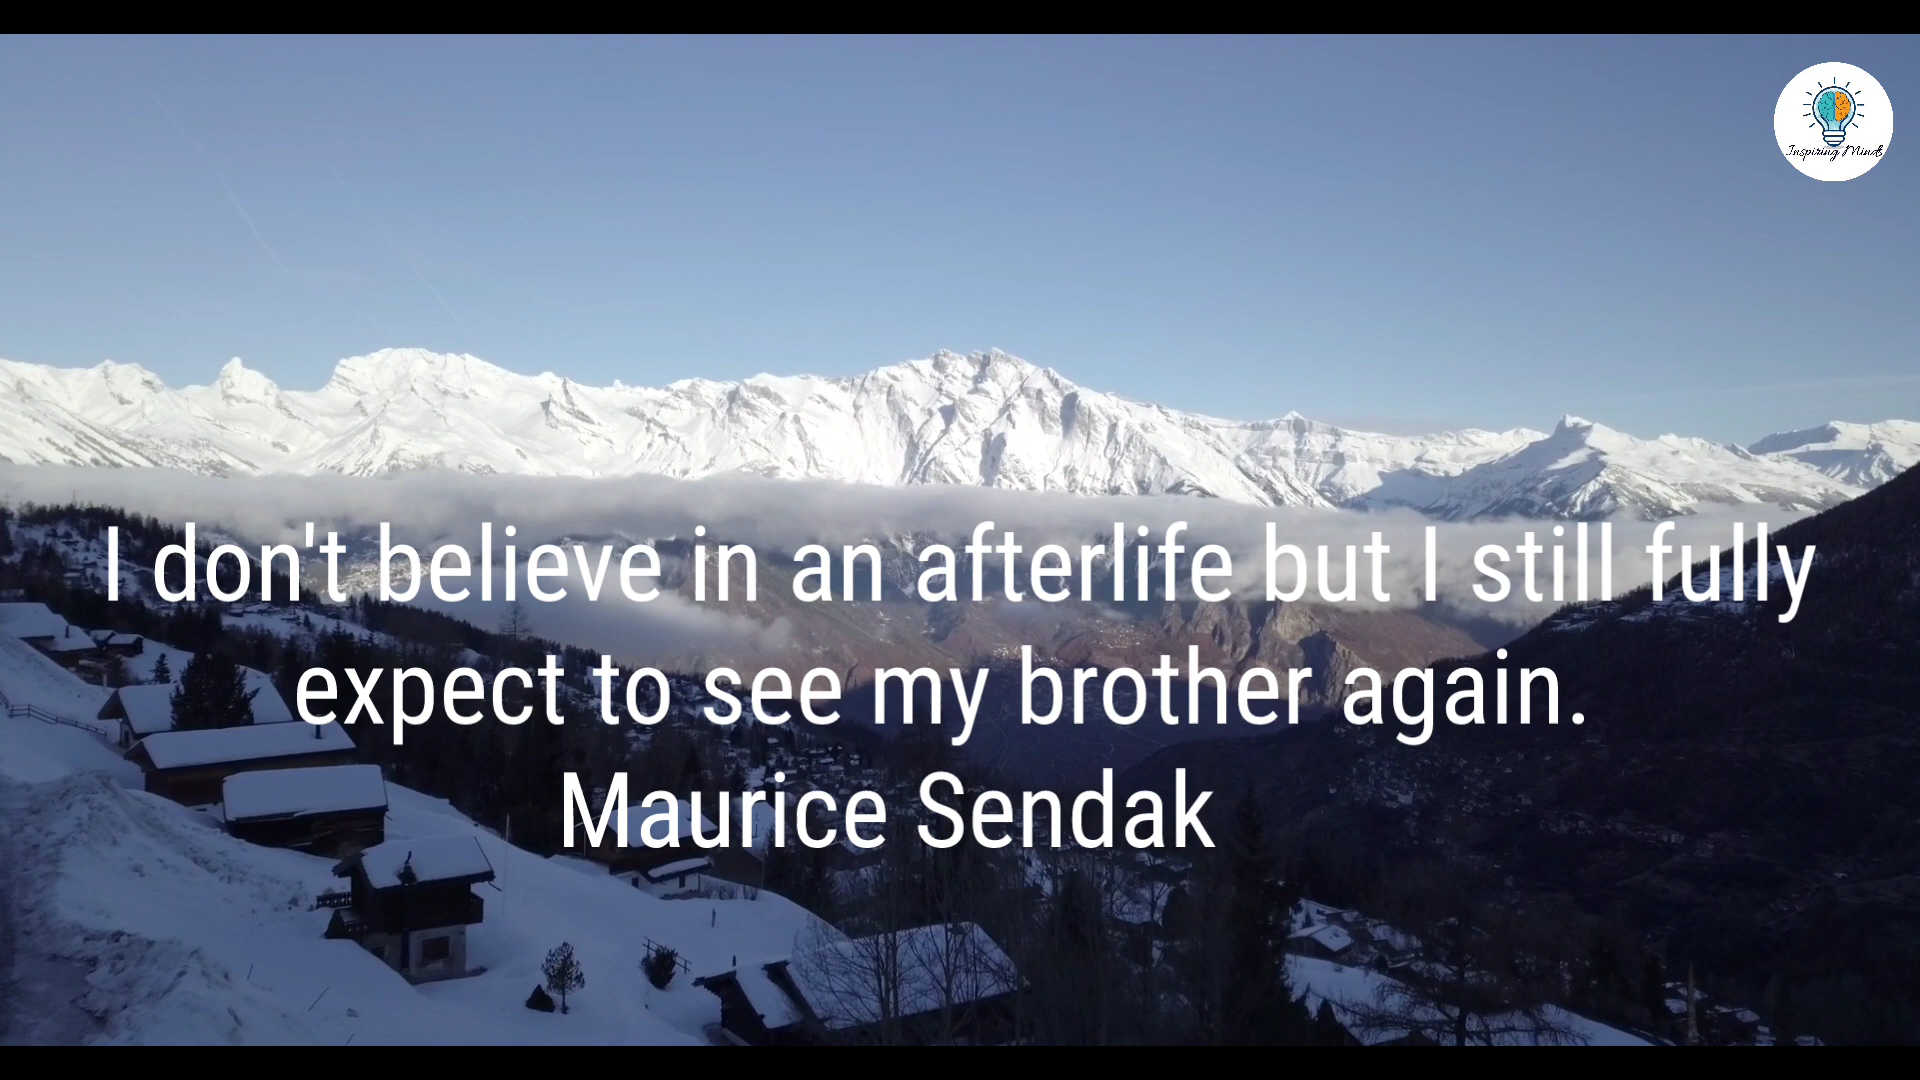 Inspiring Minds
I don't believe in an afterlife but I still fully
expect to see my brother again.
Maurice Sendak